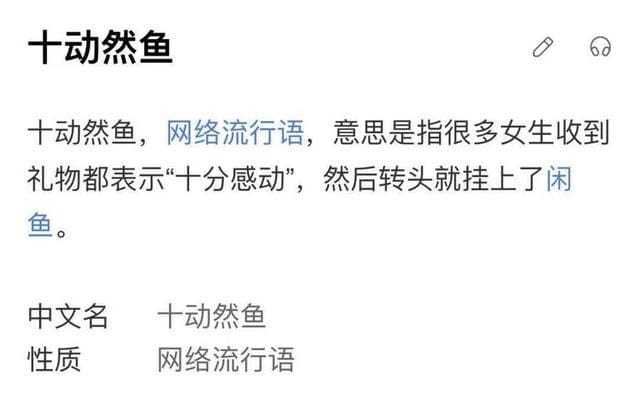 十动然鱼
十动然鱼，网络流行语，意思是指很多女生收到
礼物都表示“十分感动”，然后转头就挂上了闲
鱼。
中文名 十动然鱼
性质 网络流行语